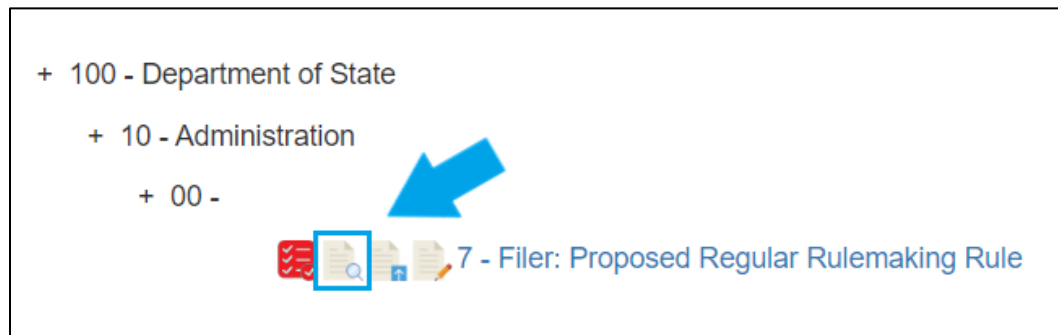 + 100 - Department of State
+ 10 - Administration
+ 00 -
7 - Filer: Proposed Regular Rulemaking Rule